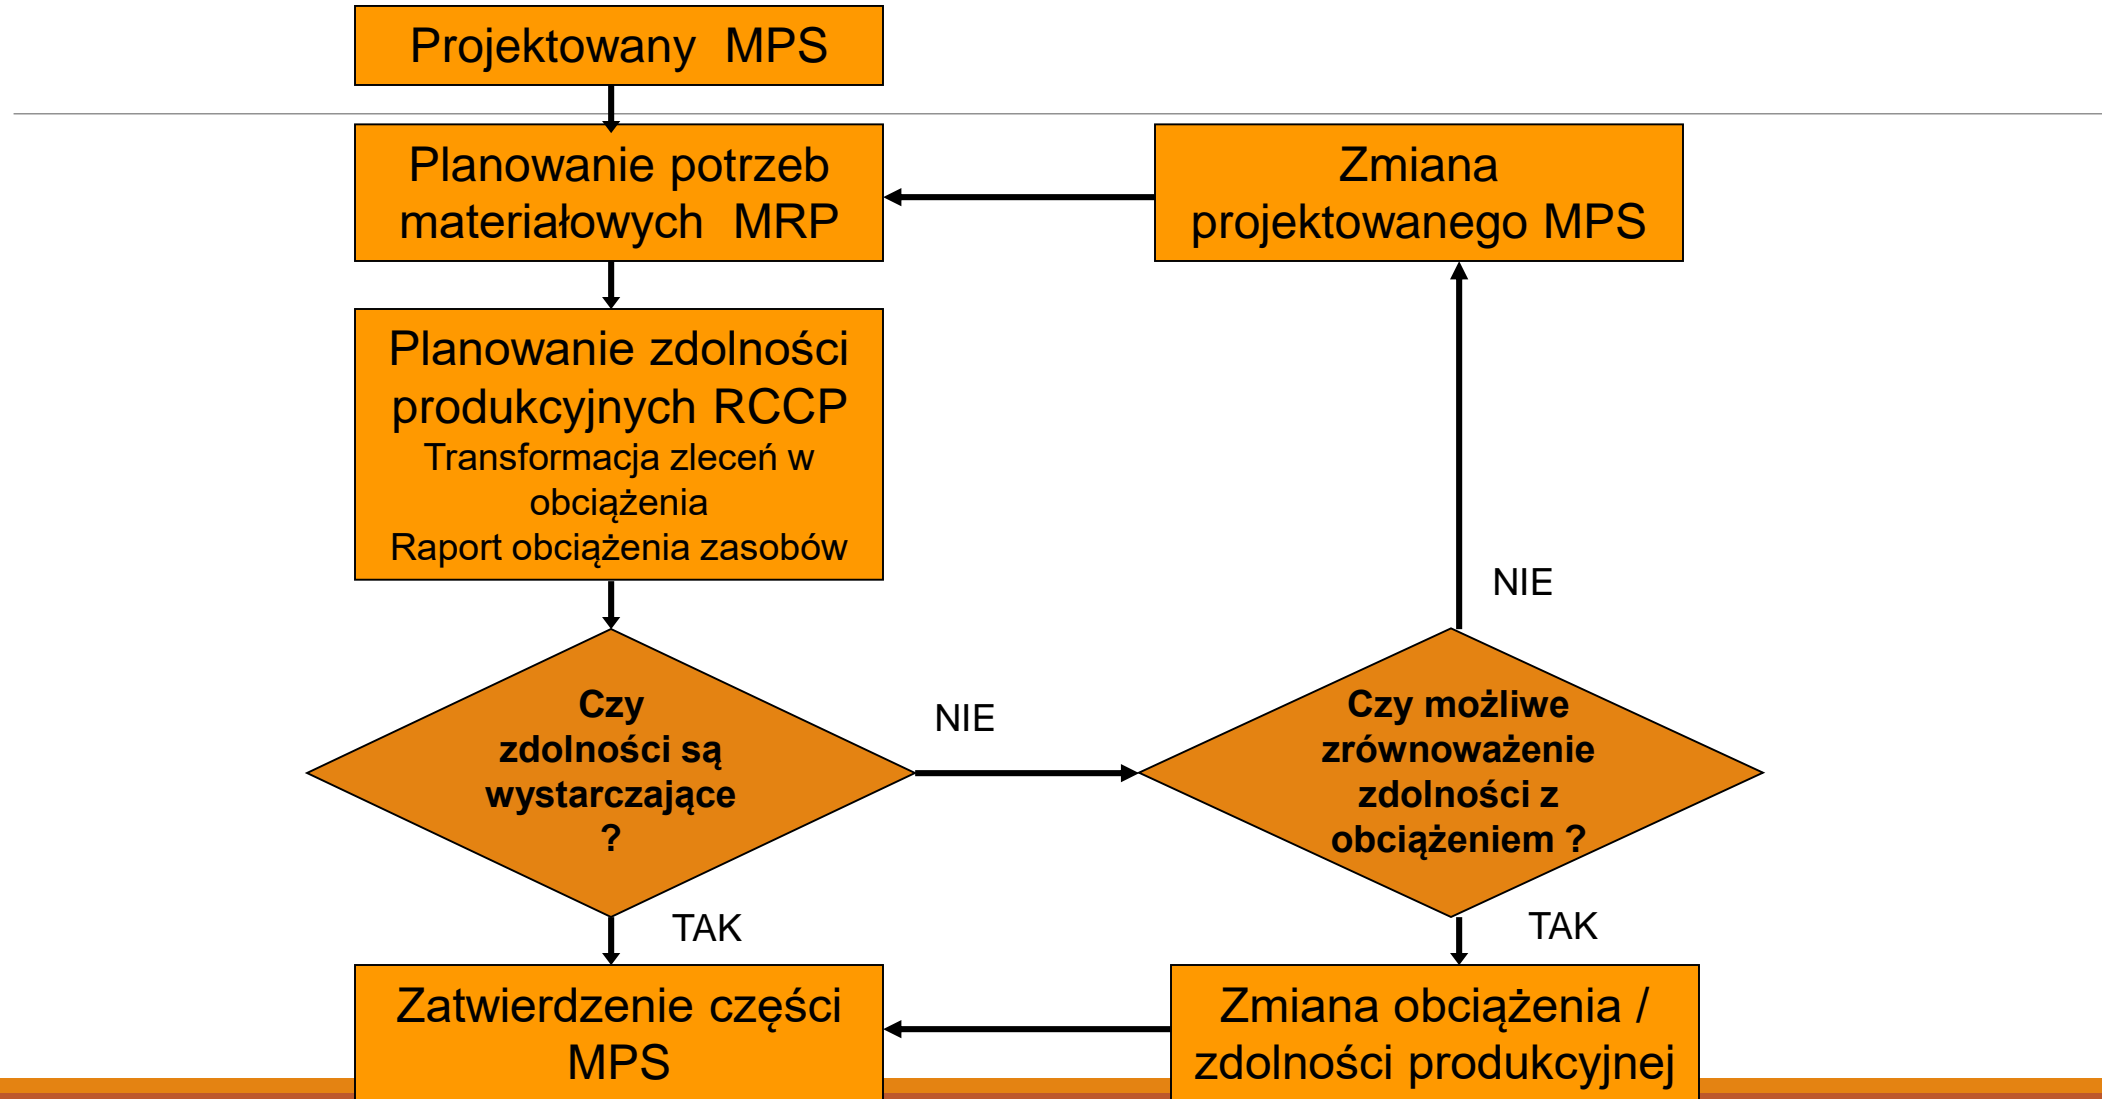 Projektowany MPS
Planowanie potrzeb
materiałowych MRP
Zmiana
projektowanego MPS
Planowanie zdolności
produkcyjnych RCCP
Transformacja zleceń w
obciążenia
Raport obciążenia zasobów
NIE
Czy
zdolności są
wystarczające
?
NIE
Czy możliwe
zrównoważenie
zdolności z
obciążeniem ?
TAK
TAK
Zatwierdzenie części
MPS
Zmiana obciążenia /
zdolności produkcyjnej